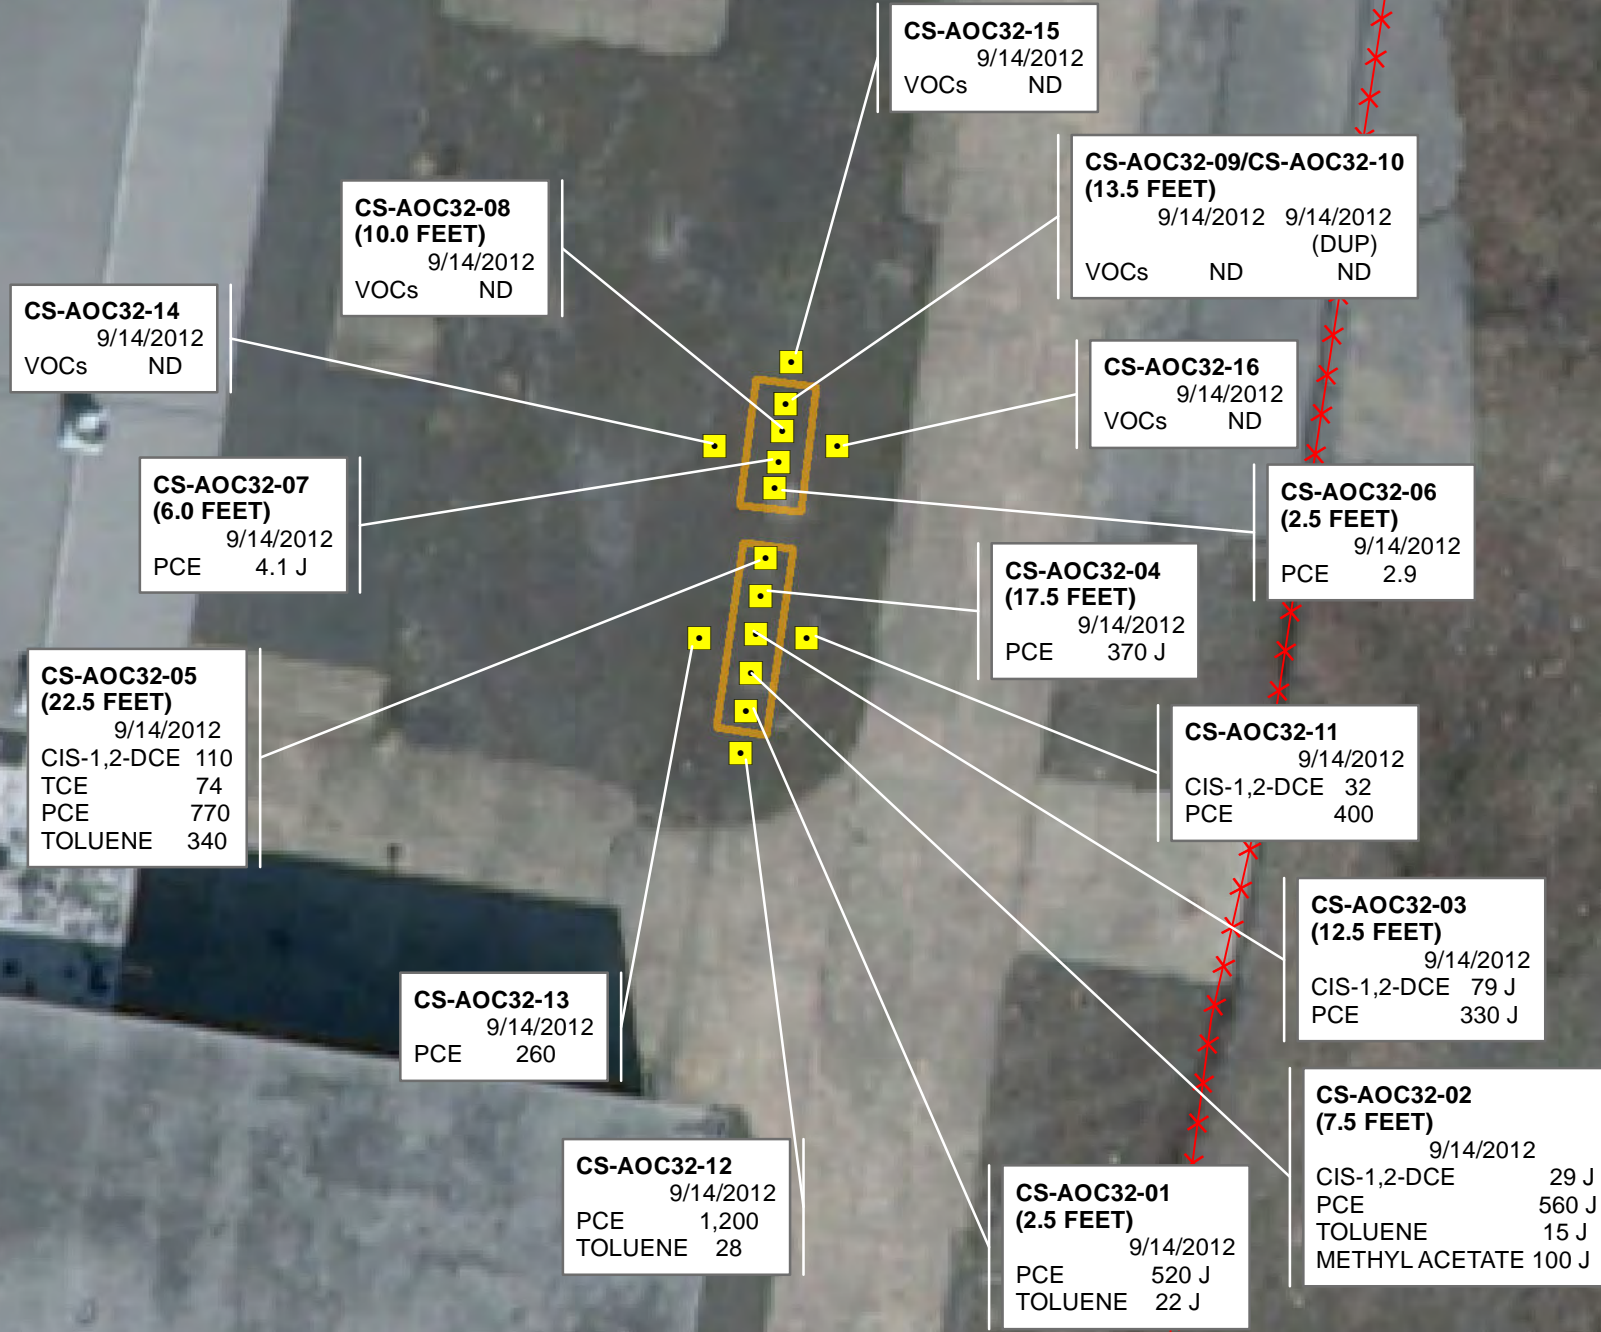 CS-AOC32-15
9/14/2012
VOCs ND
CS-AOC32-09/CS-AOC32-10
(13.5 FEET)
9/14/2012 9/14/2012
(DUP)
VOCs ND ND
CS-AOC32-08
(10.0 FEET)
9/14/2012
VOCs ND
CS-AOC32-14
9/14/2012
VOCs ND
CS-AOC32-16
9/14/2012
VOCs ND
CS-AOC32-07
(6.0 FEET)
9/14/2012
PCE 4.1 J
CS-AOC32-06
(2.5 FEET)
9/14/2012
PCE 2.9
CS-AOC32-04
(17.5 FEET)
9/14/2012
PCE 370 J
CS-AOC32-05
(22.5 FEET)
9/14/2012
CIS-1,2-DCE 110
TCE 74
PCE 770
TOLUENE 340
CS-AOC32-11
9/14/2012
CIS-1,2-DCE 32
PCE 400
CS-AOC32-03
(12.5 FEET)
9/14/2012
CIS-1,2-DCE 79 J
PCE 330 J
CS-AOC32-13
9/14/2012
PCE 260
CS-AOC32-02
(7.5 FEET)
9/14/2012
CIS-1,2-DCE 29 J
PCE 560 J
TOLUENE 15 J
METHYL ACETATE 100 J
CS-AOC32-12
9/14/2012
PCE 1,200
TOLUENE 28
CS-AOC32-01
(2.5 FEET)
9/14/2012
PCE 520 J
TOLUENE 22 J